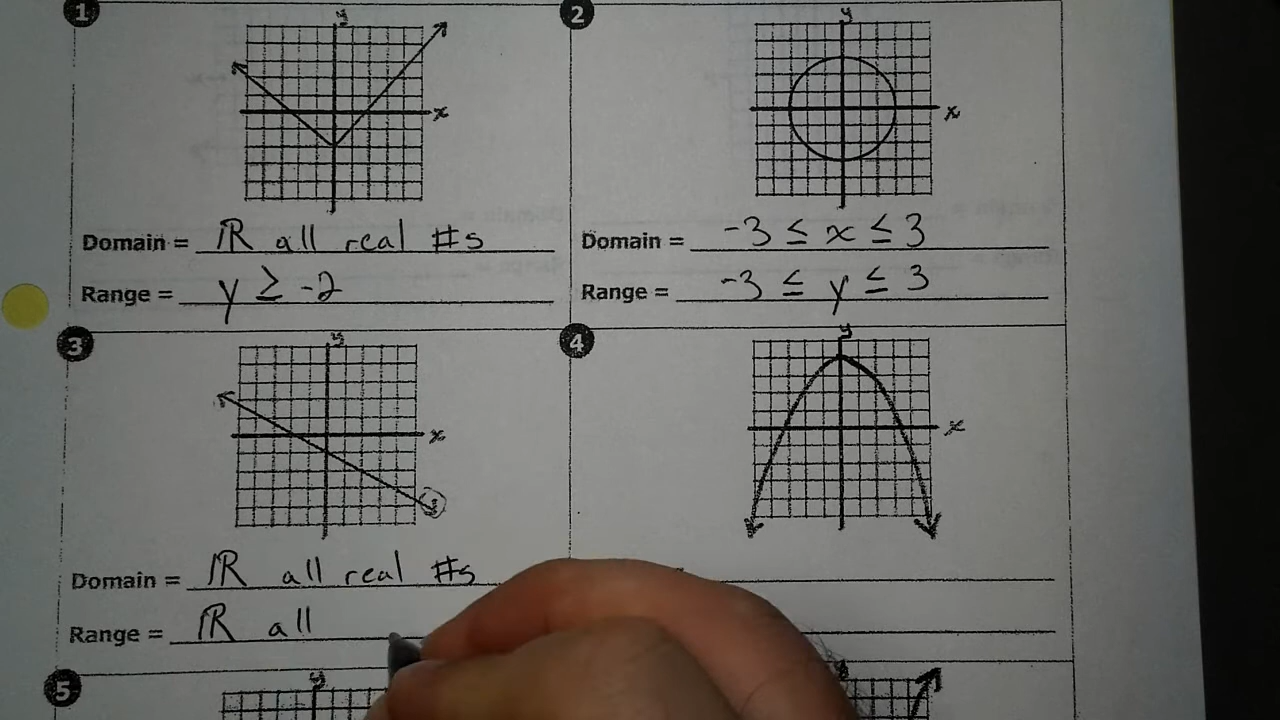 1
y
x
Domain = ℝ all real #s
Range = y ≥ -2
2
y
x
Domain = -3 ≤ x ≤ 3
Range = -3 ≤ y ≤ 3
3
y
x
Domain = ℝ all real #s
Range = ℝ all
4
y
x
5
y